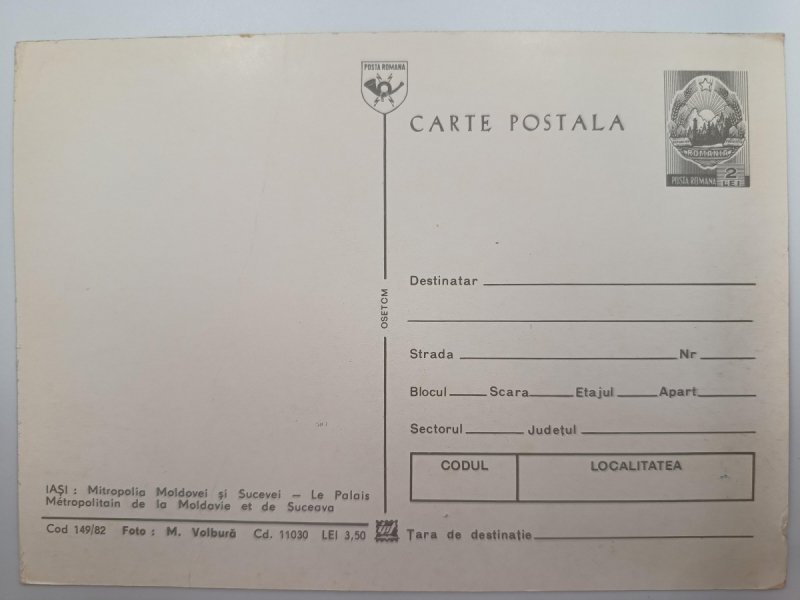 POSTA ROMANA
CARTE POSTALA
ROMANIA
POSTA ROMANA 2 LEI
OSETCM
Destinatar
Strada Nr
Blocul Scara Etajul Apart.
Sectorul Județul
CODUL LOCALITATEA
Țara de destinație
IAȘI : Mitropolia Moldovei și Sucevei – Le Palais
Métropolitain de la Moldavie et de Suceava
Cod 149/82 Foto : M. Volbură Cd. 11030 LEI 3,50